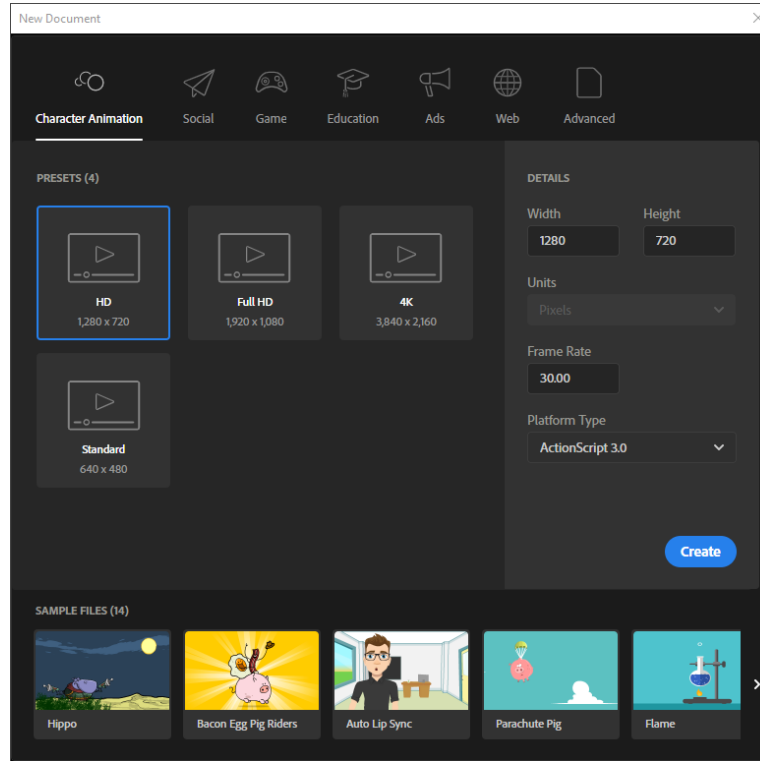 New Document
Character Animation
Social
Game
Education
Ads
Web
Advanced
PRESETS (4)
HD
1,280 x 720
Full HD
1,920 x 1,080
4K
3,840 x 2,160
Standard
640 x 480
DETAILS
Width
Height
1280
720
Units
Pixels
Frame Rate
30.00
Platform Type
ActionScript 3.0
Create
SAMPLE FILES (14)
Hippo
Bacon Egg Pig Riders
Auto Lip Sync
Parachute Pig
Flame